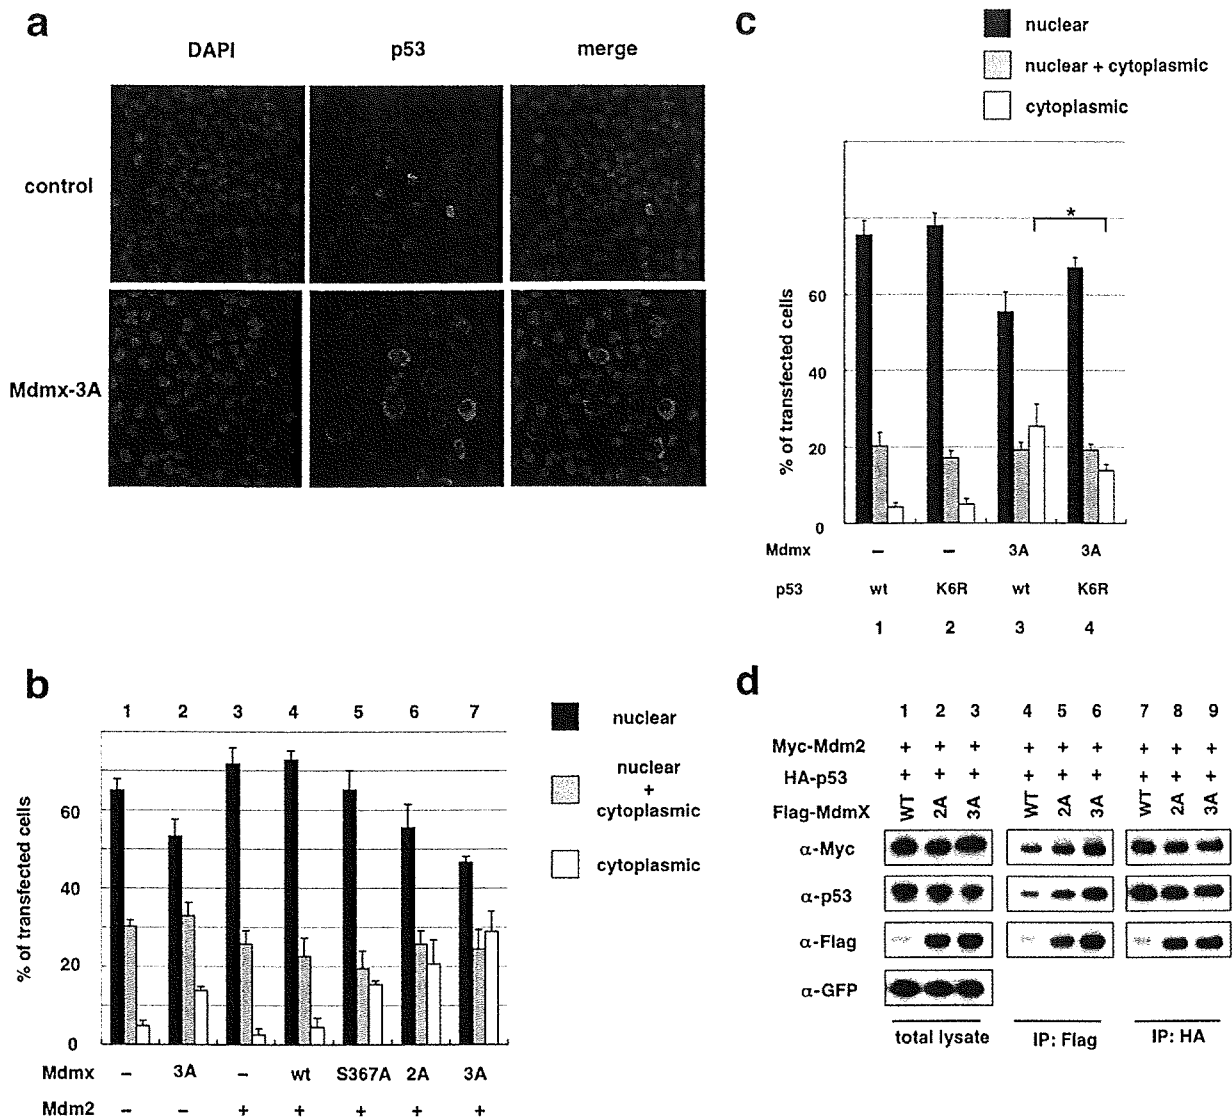 a
DAPI p53 merge
control
Mdmx-3A
c
nuclear
nuclear + cytoplasmic
cytoplasmic
*
% of transfected cells
60
40
20
0
Mdmx – – 3A 3A
p53 wt K6R wt K6R
1 2 3 4
b
1 2 3 4 5 6 7
nuclear
nuclear
+
cytoplasmic
cytoplasmic
% of transfected cells
60
40
20
0
Mdmx – 3A – wt S367A 2A 3A
Mdm2 – – + + + + +
d
1 2 3 4 5 6 7 8 9
Myc-Mdm2 + + + + + + + + +
HA-p53 + + + + + + + + +
Flag-MdmX WT 2A 3A WT 2A 3A WT 2A 3A
α-Myc
α-p53
α-Flag
α-GFP
total lysate IP: Flag IP: HA